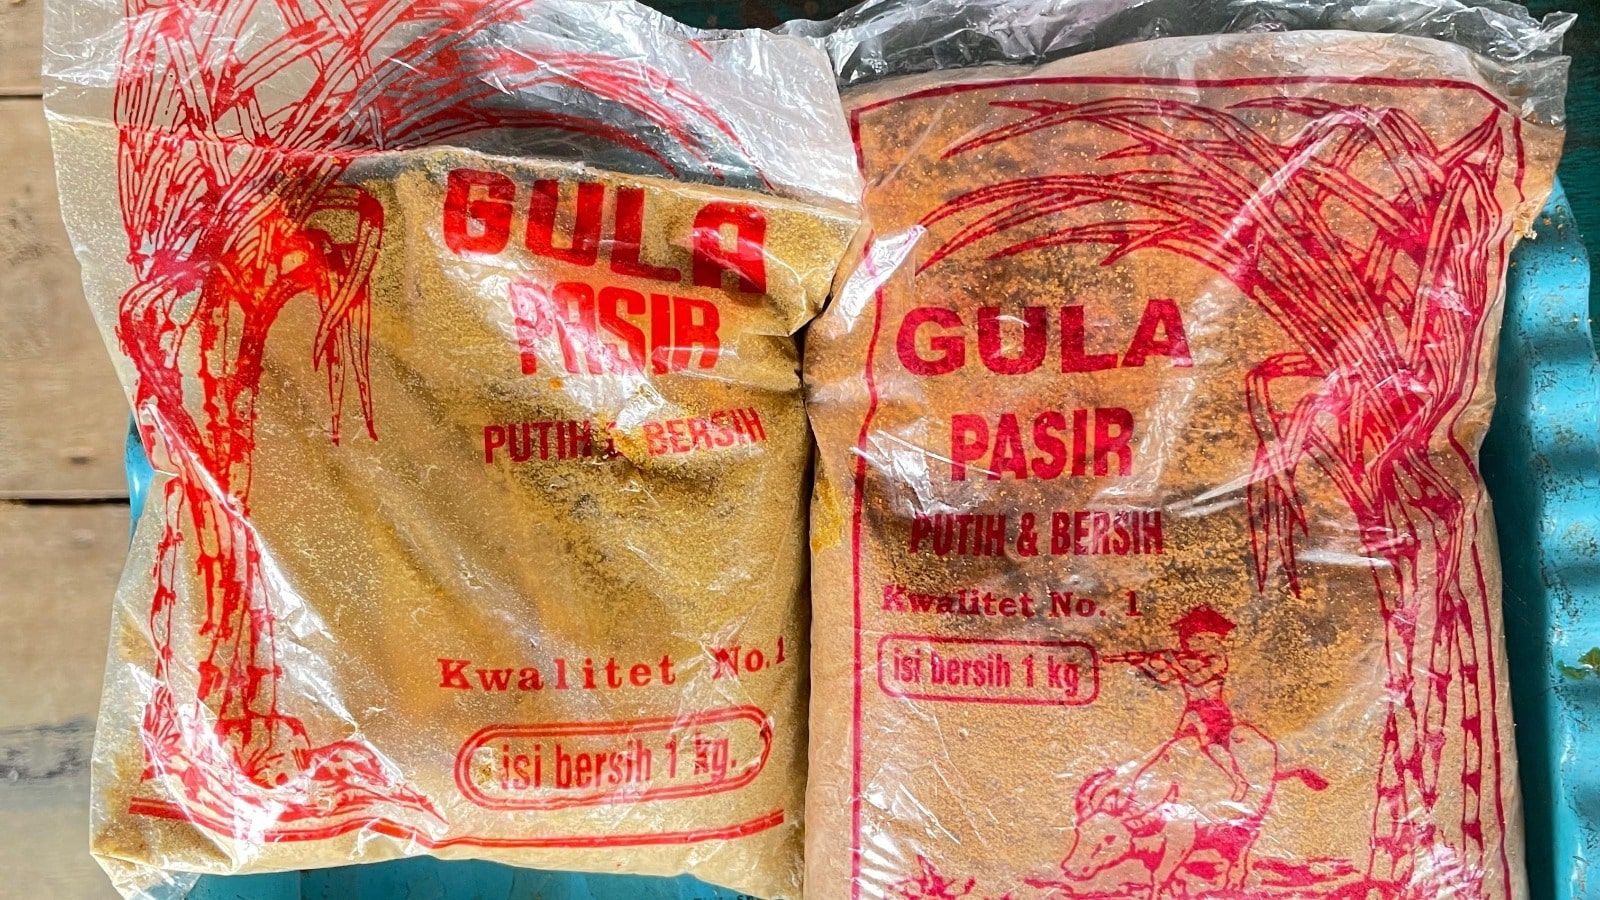 GULA
PASIR
PUTIH & BERSIH
Kwalitet No. 1
isi bersih 1 kg.
GULA
PASIR
PUTIH & BERSIH
Kwalitet No. 1
isi bersih 1 kg